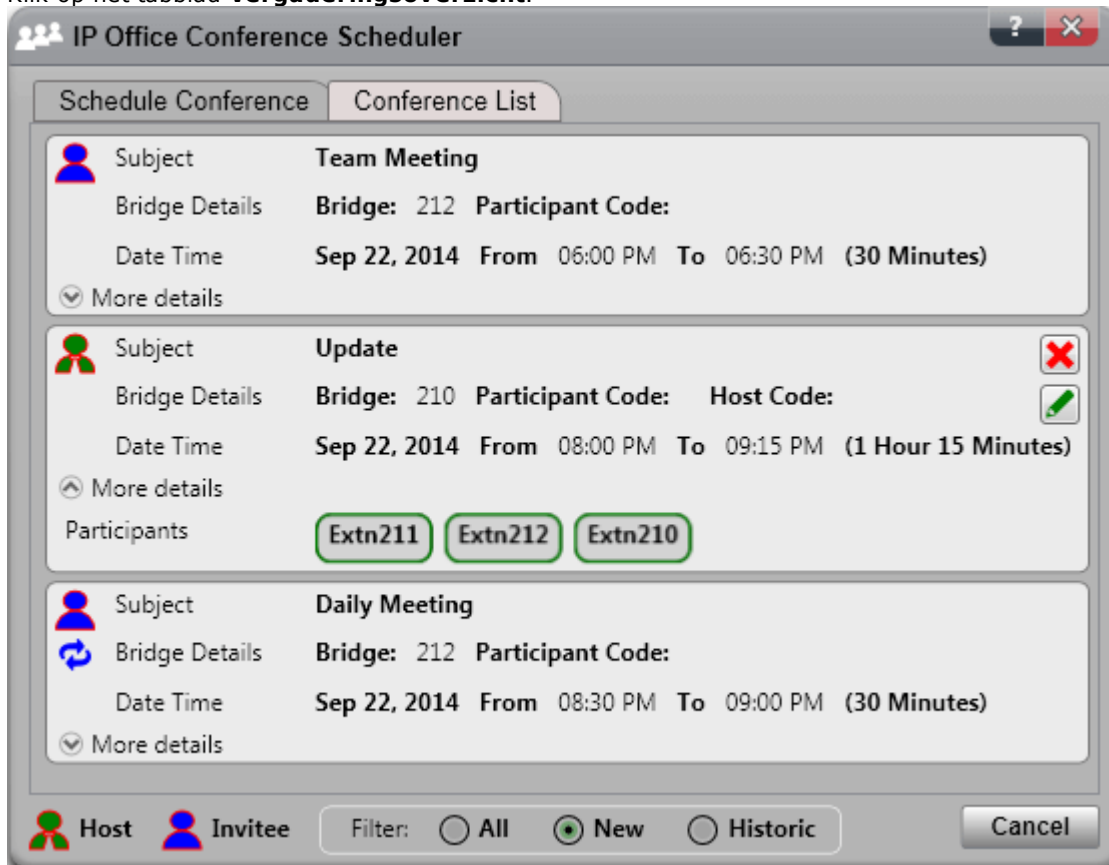 Klik op het tabblad Vergaderingsoverzicht.
IP Office Conference Scheduler ?
Schedule Conference Conference List
Subject Team Meeting
Bridge Details Bridge: 212 Participant Code:
Date Time Sep 22, 2014 From 06:00 PM To 06:30 PM (30 Minutes)
More details
Subject Update
Bridge Details Bridge: 210 Participant Code: Host Code:
Date Time Sep 22, 2014 From 08:00 PM To 09:15 PM (1 Hour 15 Minutes)
More details
Participants Extn211 Extn212 Extn210
Subject Daily Meeting
Bridge Details Bridge: 212 Participant Code:
Date Time Sep 22, 2014 From 08:30 PM To 09:00 PM (30 Minutes)
More details
Host Invitee Filter: All New Historic Cancel